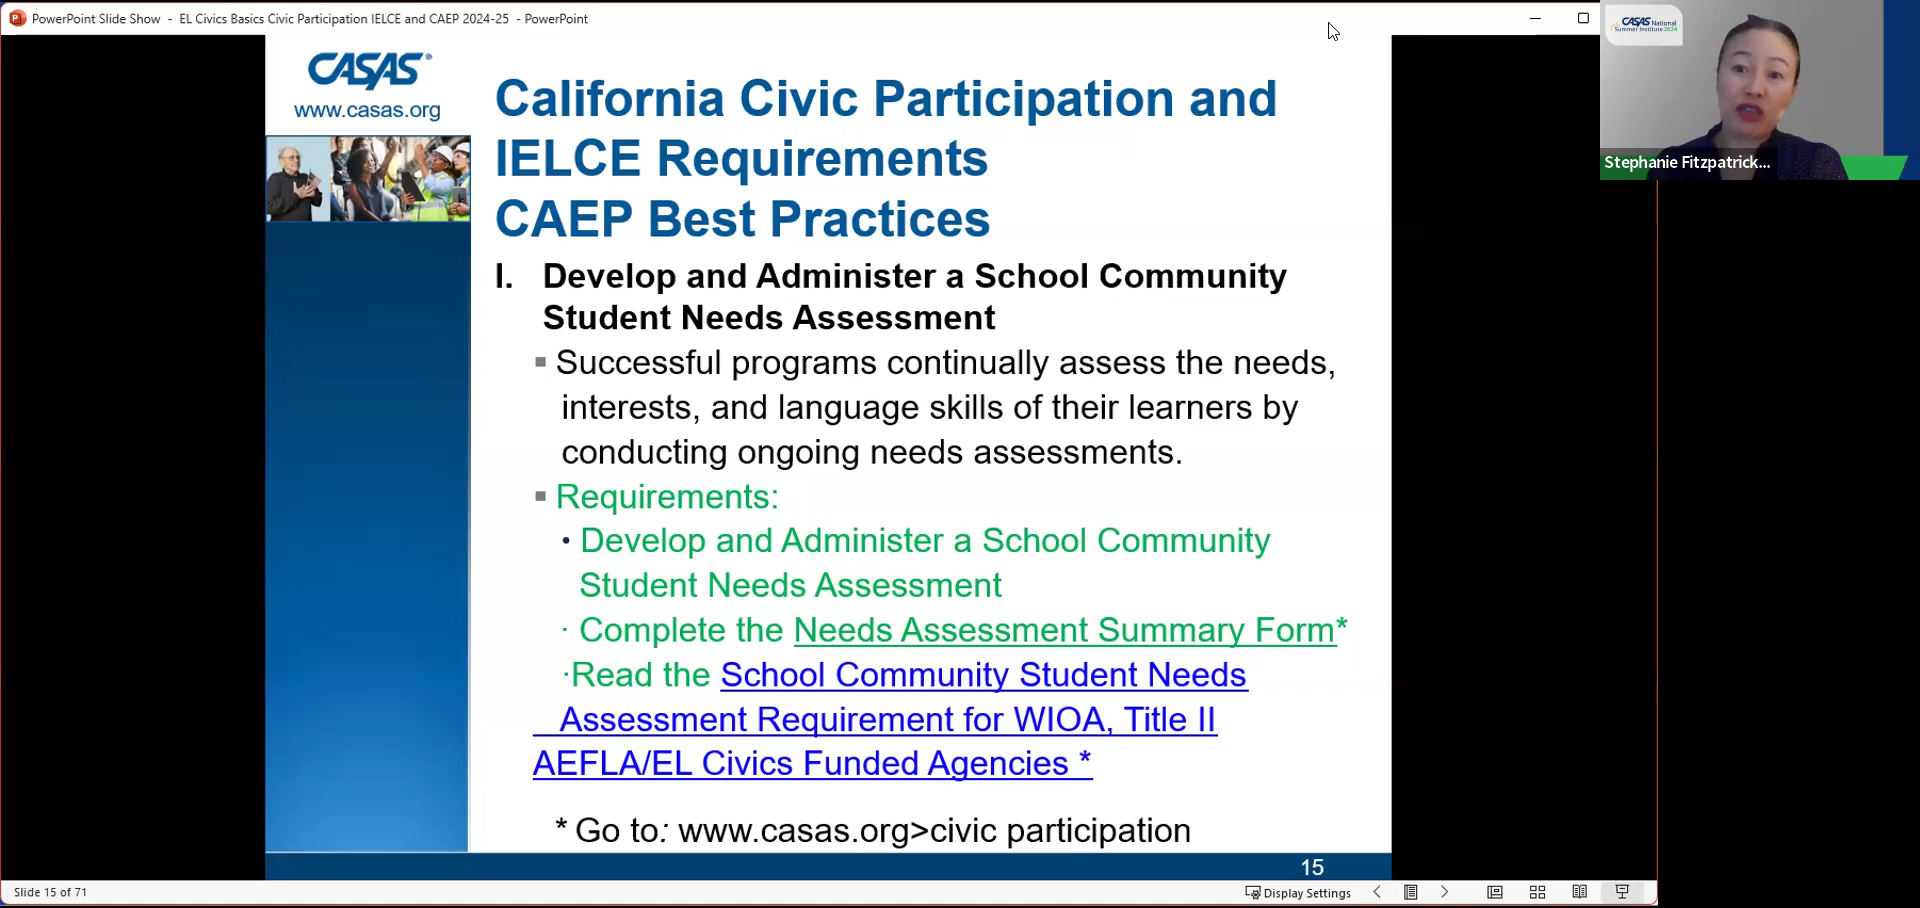 PowerPoint Slide Show - EL Civics Basics Civic Participation IELCE and CAEP 2024-25 - PowerPoint
CASAS National
Summer Institute 2024
Stephanie Fitzpatrick...
CASAS®
www.casas.org
California Civic Participation and
IELCE Requirements
CAEP Best Practices
I. Develop and Administer a School Community
Student Needs Assessment
▪ Successful programs continually assess the needs,
interests, and language skills of their learners by
conducting ongoing needs assessments.
▪ Requirements:
• Develop and Administer a School Community
Student Needs Assessment
· Complete the Needs Assessment Summary Form*
·Read the School Community Student Needs
Assessment Requirement for WIOA, Title II
AEFLA/EL Civics Funded Agencies *
* Go to: www.casas.org>civic participation
15
Slide 15 of 71
Display Settings